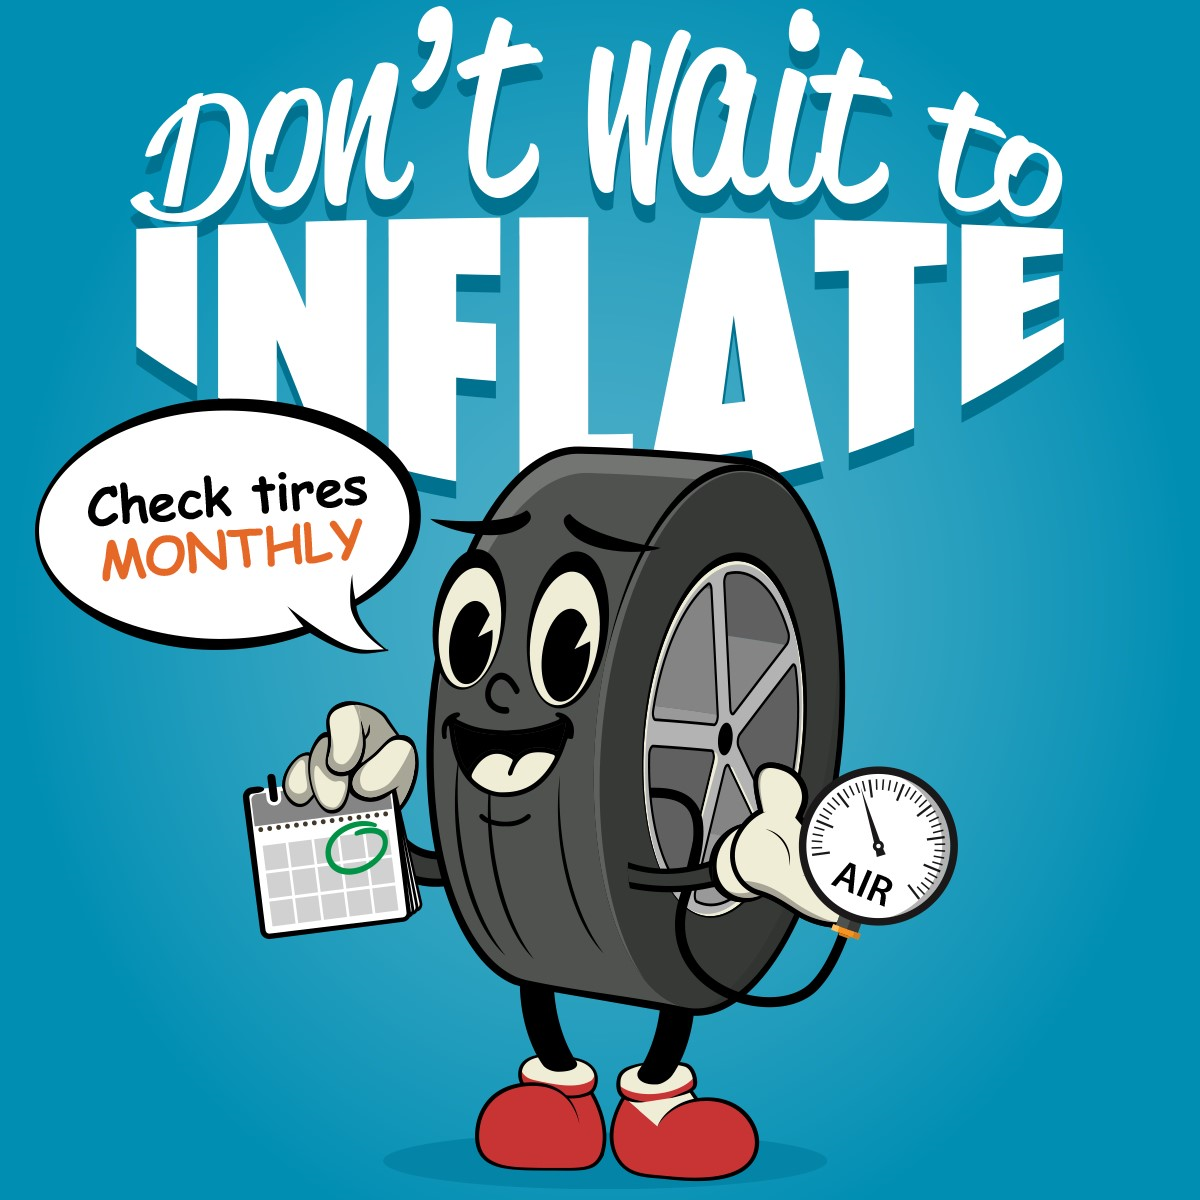 Don't wait to
INFLATE
Check tires
MONTHLY
AIR